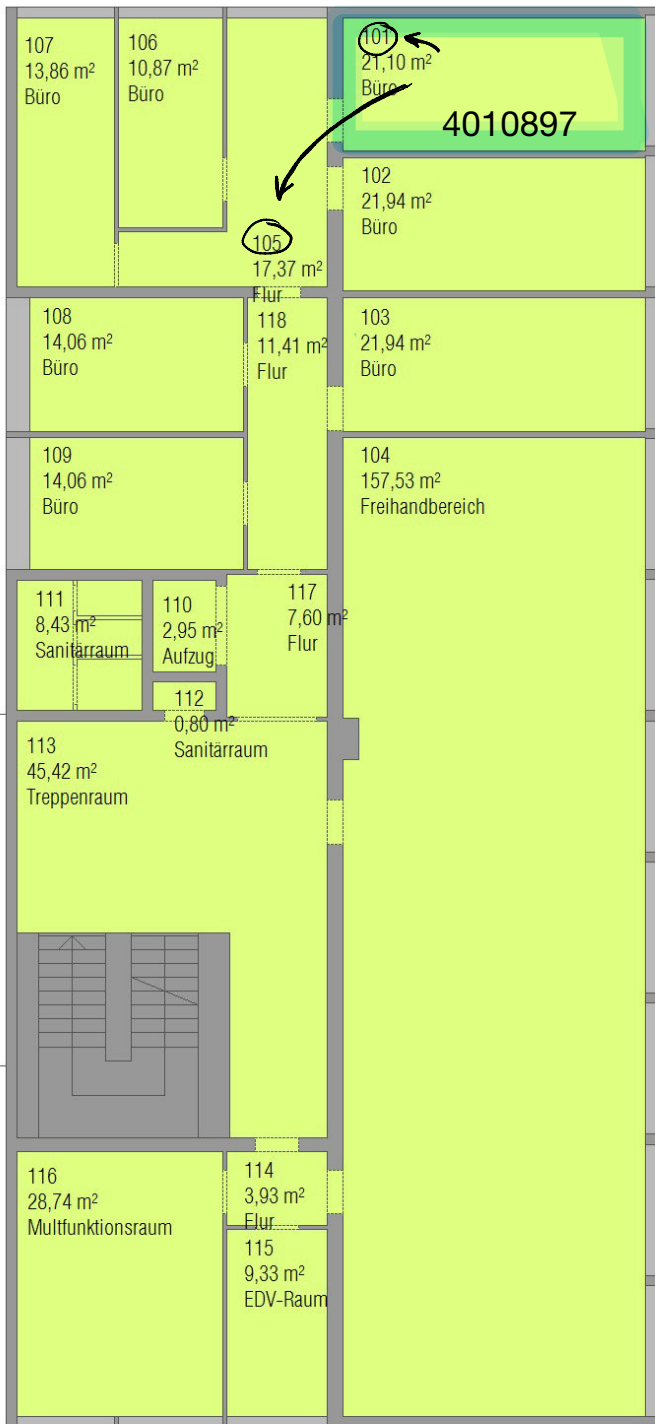 107
13,86 m²
Büro
106
10,87 m²
Büro
101
21,10 m²
Büro
4010897
102
21,94 m²
Büro
105
17,37 m²
Flur
108
14,06 m²
Büro
118
11,41 m²
Flur
103
21,94 m²
Büro
109
14,06 m²
Büro
104
157,53 m²
Freihandbereich
111
8,43 m²
Sanitärraum
110
2,95 m²
Aufzug
117
7,60 m²
Flur
112
0,80 m²
Sanitärraum
113
45,42 m²
Treppenraum
116
28,74 m²
Multfunktionsraum
114
3,93 m²
Flur
115
9,33 m²
EDV-Raum